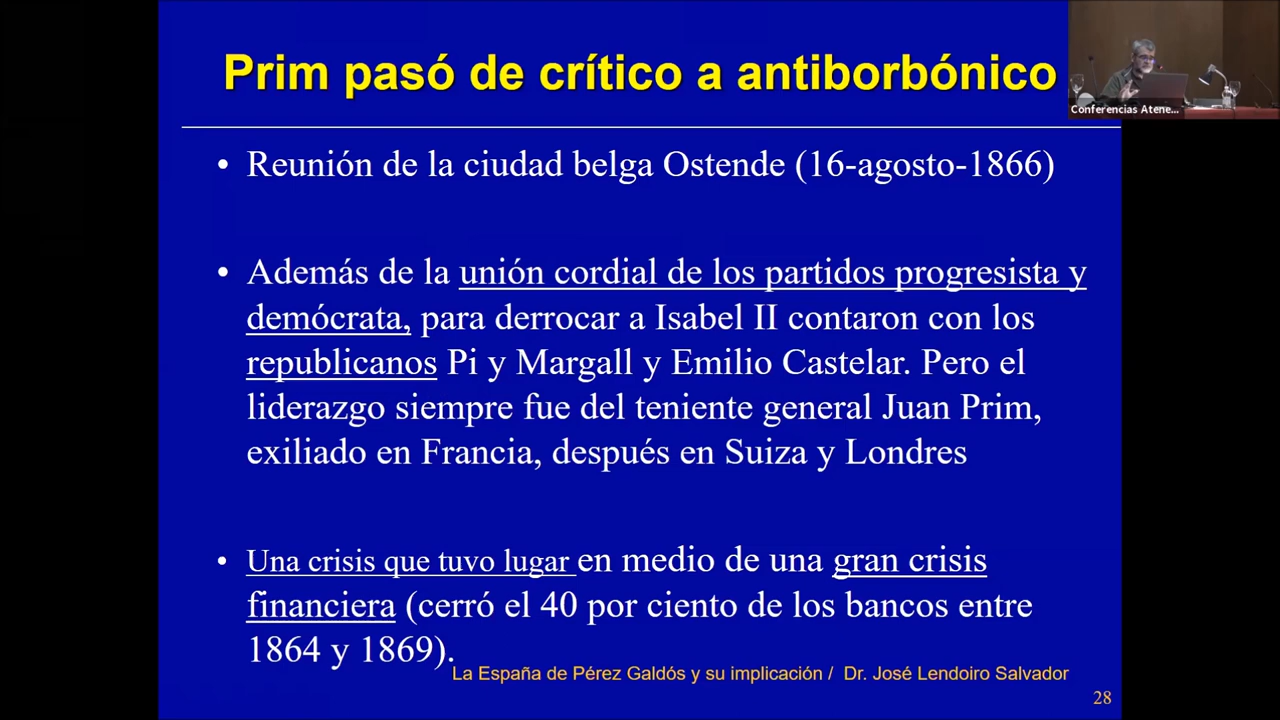 Prim pasó de crítico a antiborbónico
Conferencias Atene...
• Reunión de la ciudad belga Ostende (16-agosto-1866)
• Además de la unión cordial de los partidos progresista y
demócrata, para derrocar a Isabel II contaron con los
republicanos Pi y Margall y Emilio Castelar. Pero el
liderazgo siempre fue del teniente general Juan Prim,
exiliado en Francia, después en Suiza y Londres
• Una crisis que tuvo lugar en medio de una gran crisis
financiera (cerró el 40 por ciento de los bancos entre
1864 y 1869).
La España de Pérez Galdós y su implicación / Dr. José Lendoiro Salvador
28